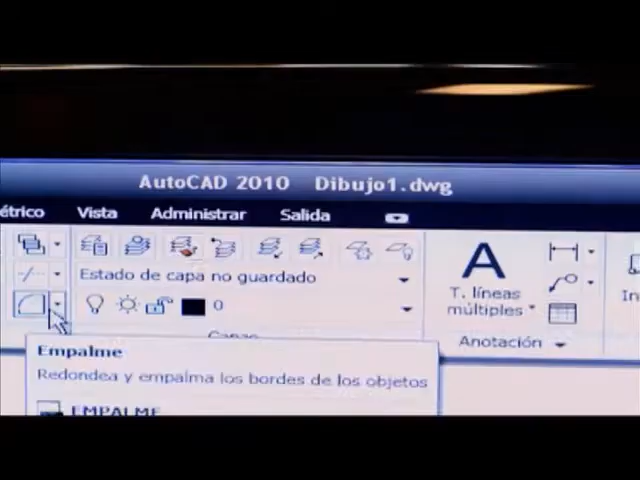 AutoCAD 2010 Dibujo1.dwg
étrico Vista Administrar Salida
Estado de capa no guardado
0
A
T. líneas
múltiples
Anotación
In
Empalme
Redondea y empalma los bordes de los objetos
EMPALME